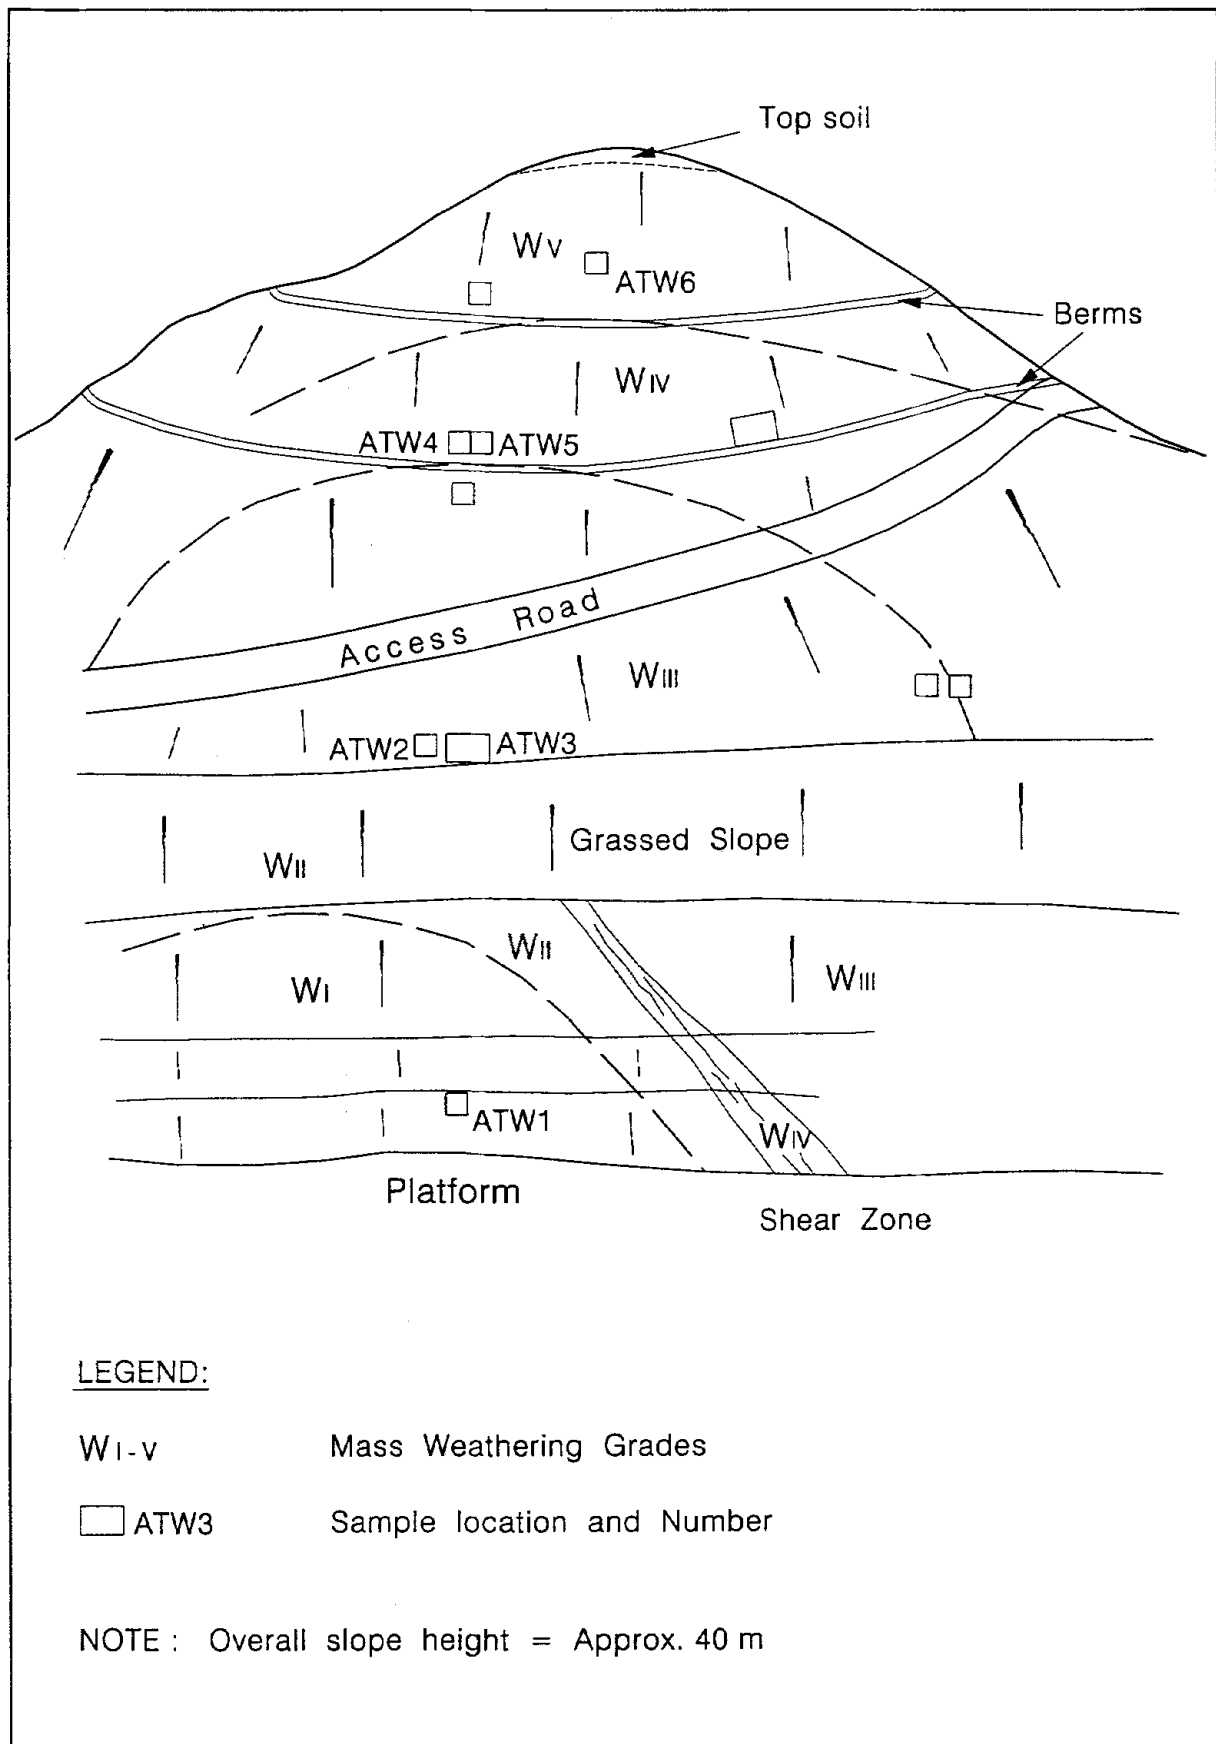 Top soil
WV
ATW6
Berms
WIV
ATW4
ATW5
Access Road
WIII
ATW2
ATW3
Grassed Slope
WII
WII
WI
WIII
ATW1
WIV
Platform
Shear Zone
LEGEND:
WI-V Mass Weathering Grades
ATW3 Sample location and Number
NOTE : Overall slope height = Approx. 40 m